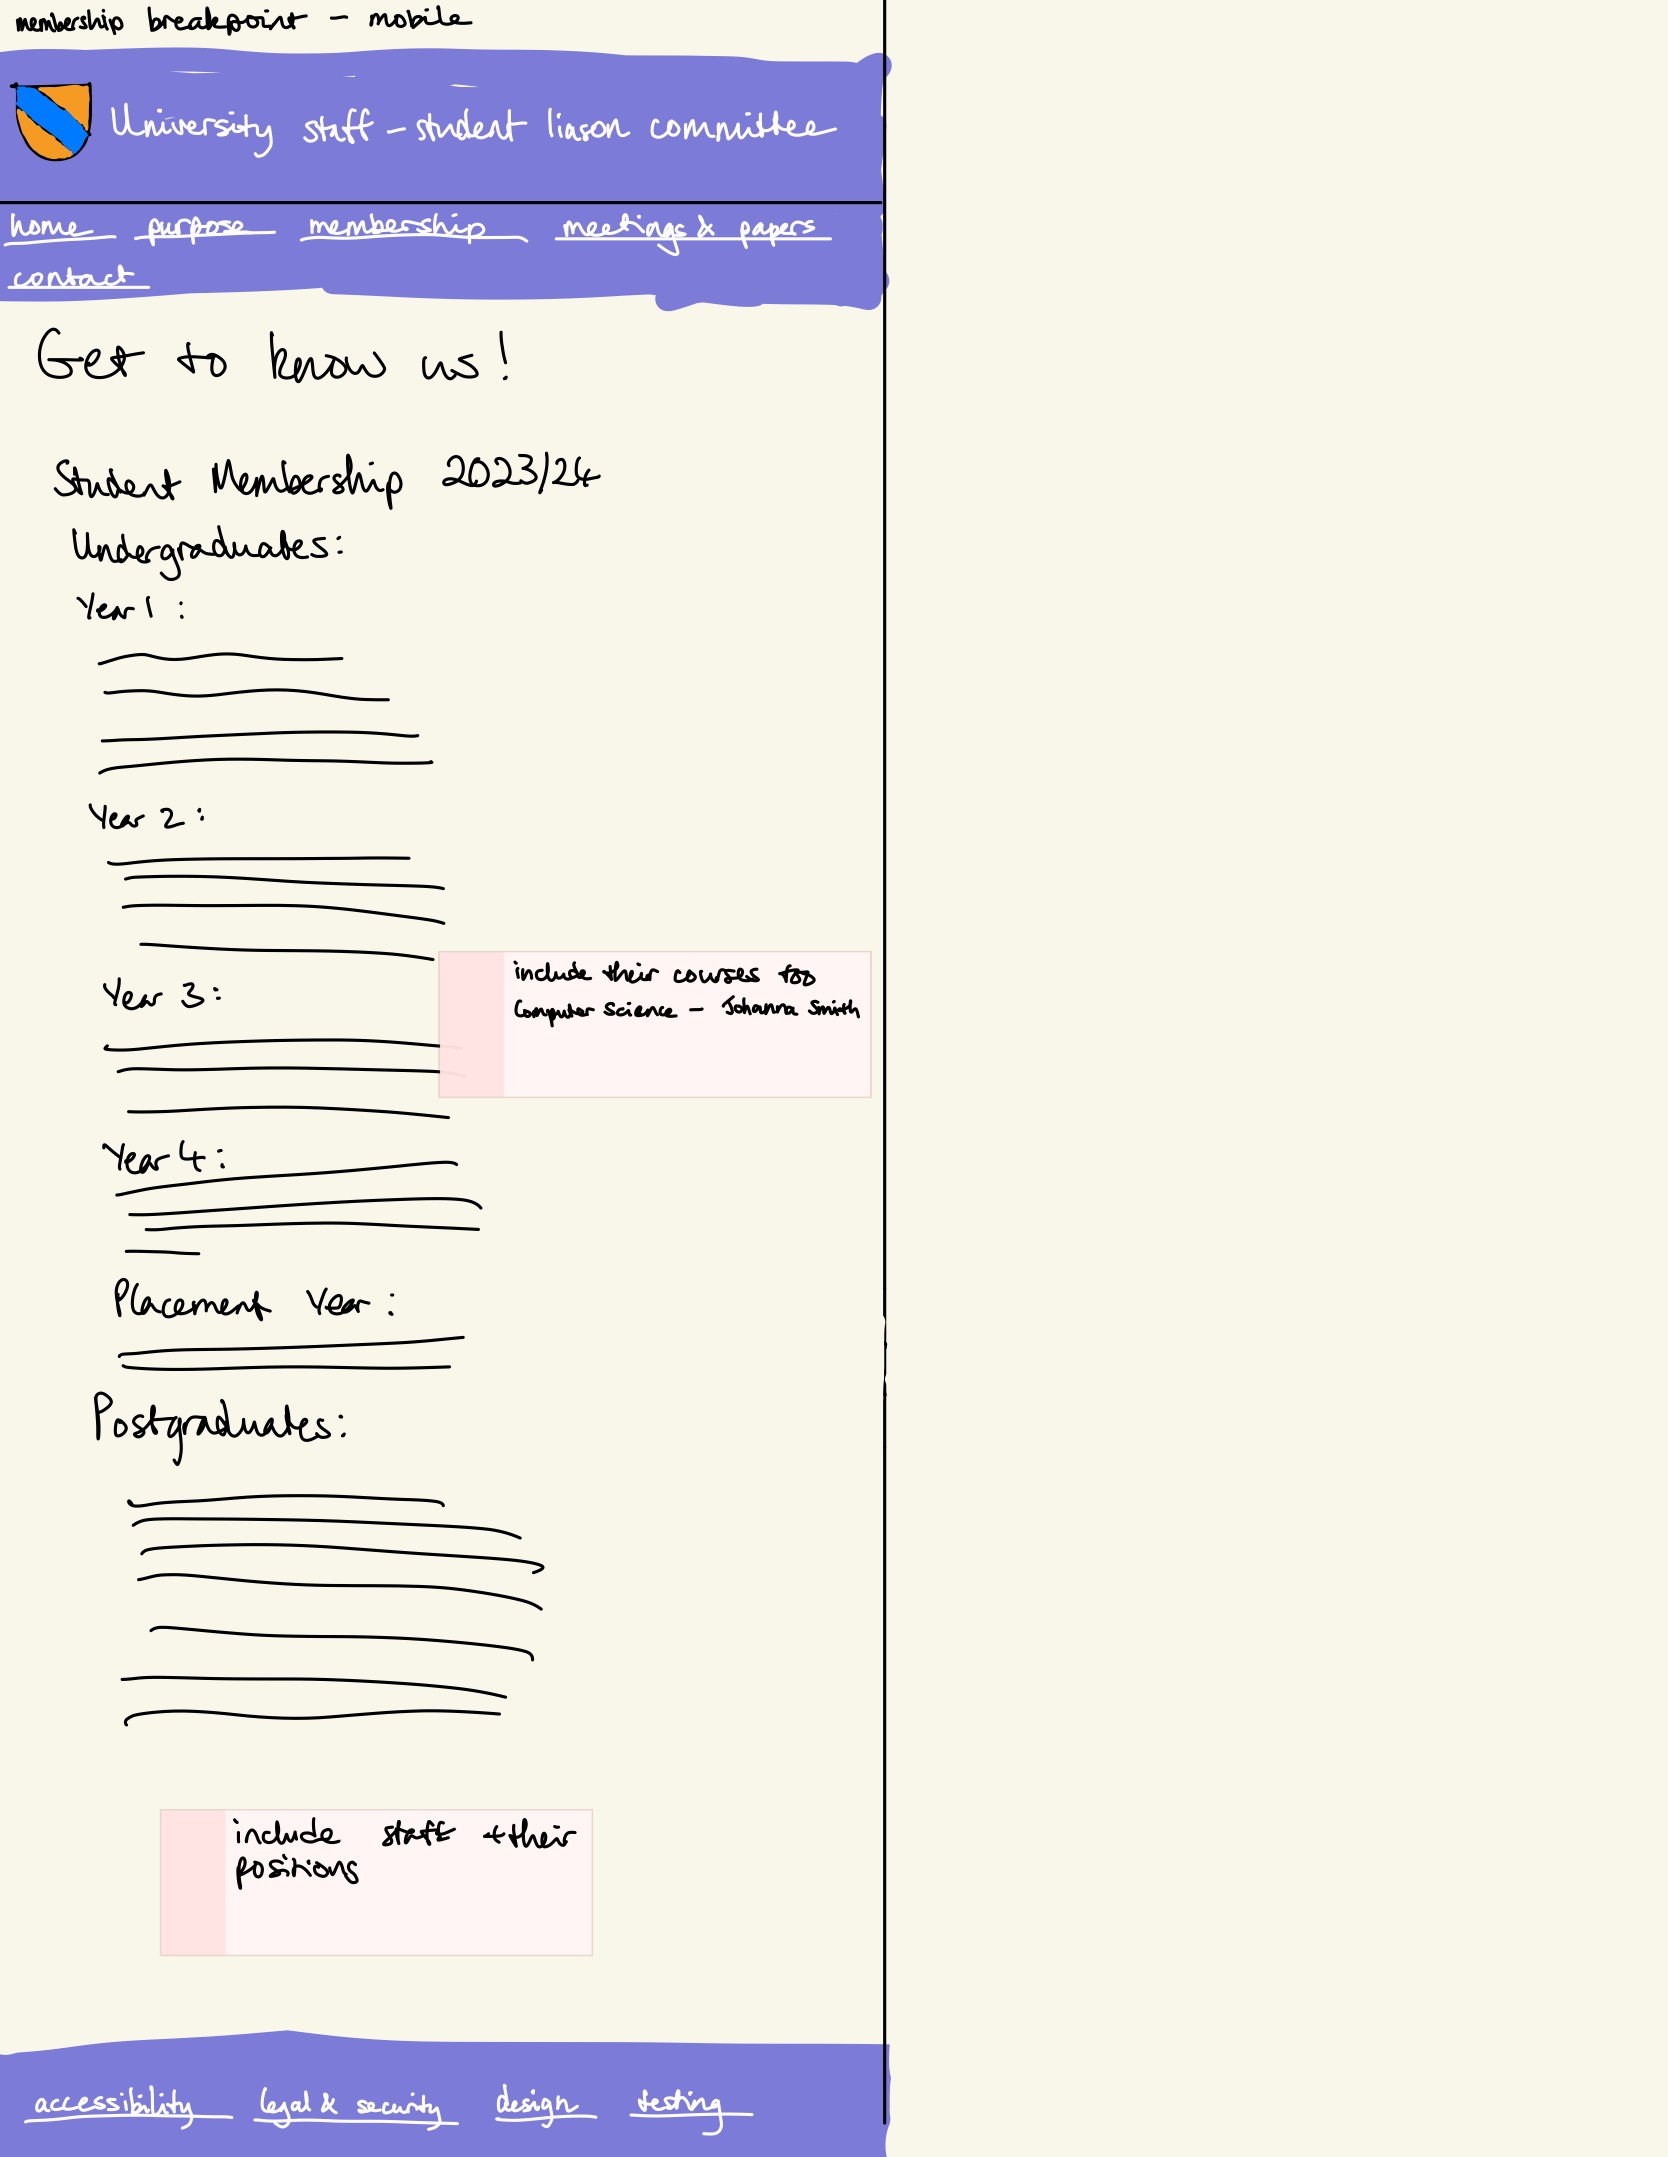 membership breakpoint - mobile
University staff - student liason committee
home purpose membership meetings & papers
contact
Get to know us!
Student Membership 2023/24
Undergraduates:
Year 1 :
Year 2 :
include their courses too
Computer Science - Johanna Smith
Year 3:
Year 4 :
Placement Year :
Postgraduates:
include staff + their
positions
accessibility legal & security design testing